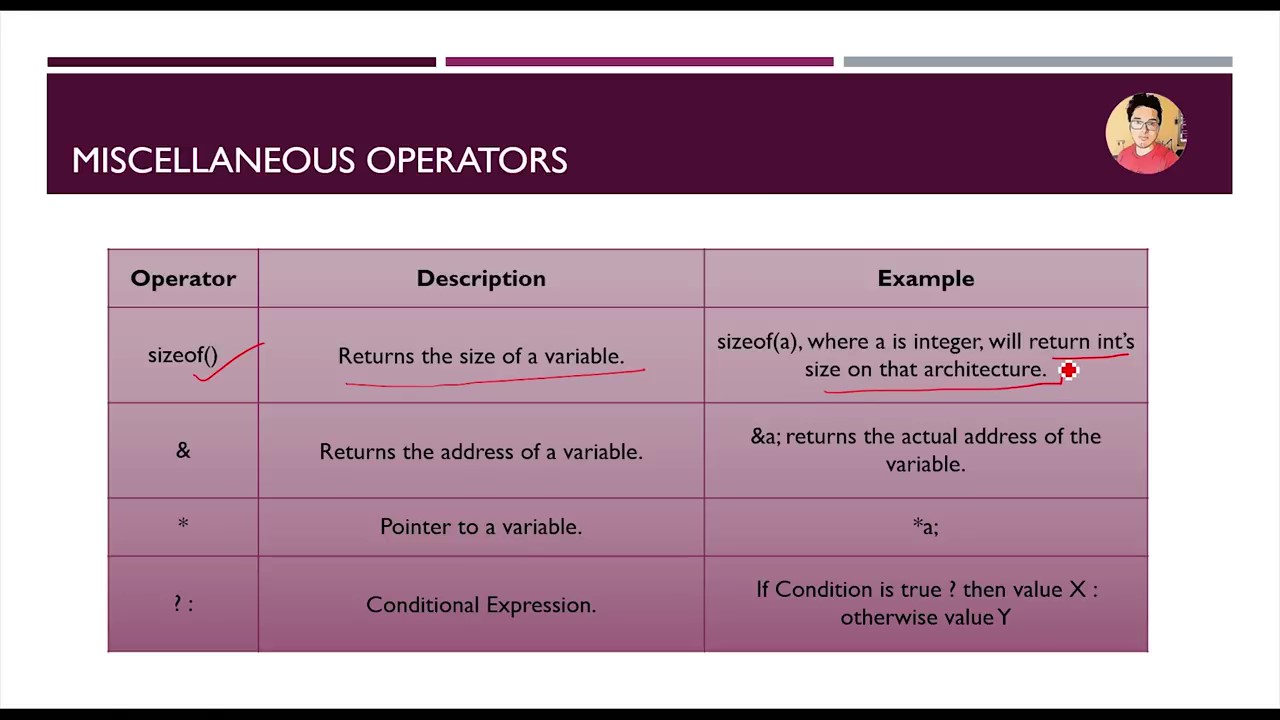 MISCELLANEOUS OPERATORS
Operator Description Example
sizeof() Returns the size of a variable. sizeof(a), where a is integer, will return int's
size on that architecture.
& Returns the address of a variable. &a; returns the actual address of the
variable.
* Pointer to a variable. *a;
? : Conditional Expression. If Condition is true ? then value X :
otherwise value Y